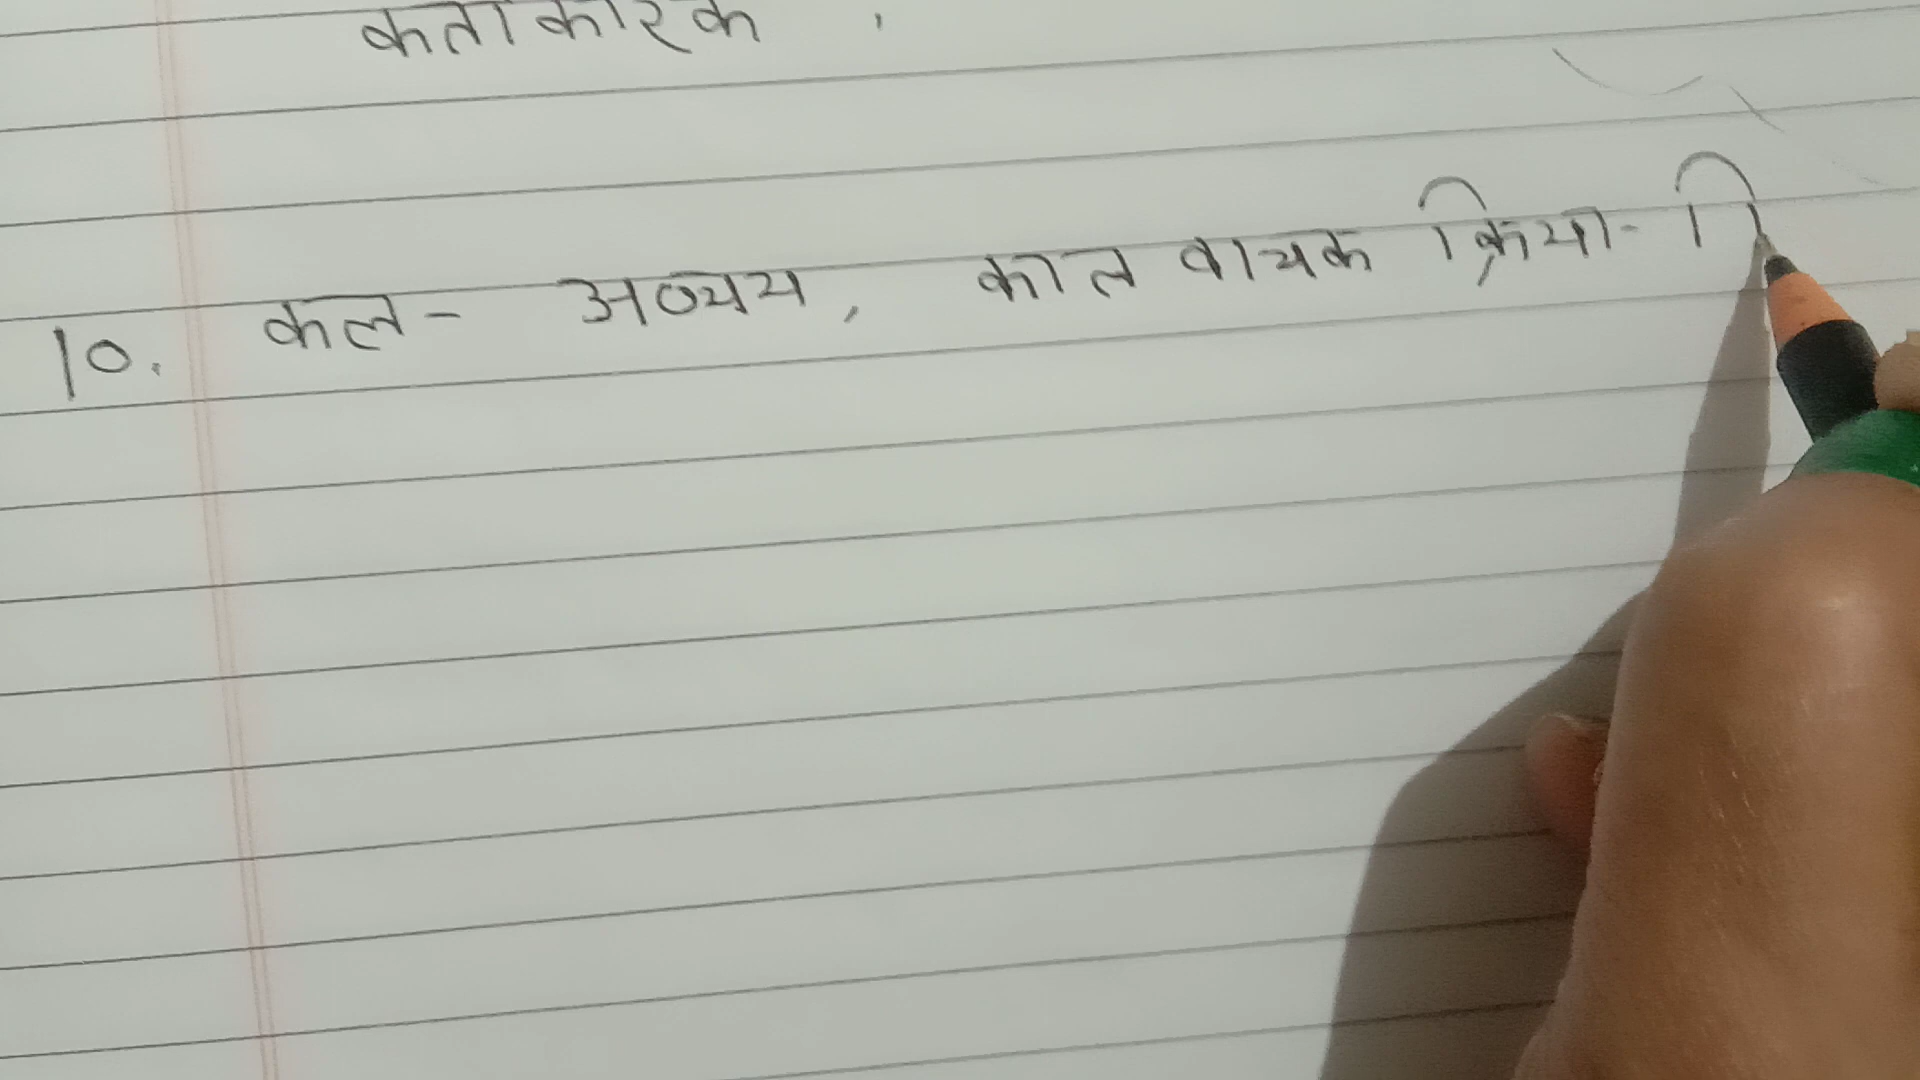 कर्ताकारक,
10. कल - अव्यय, काल वाचक क्रिया-